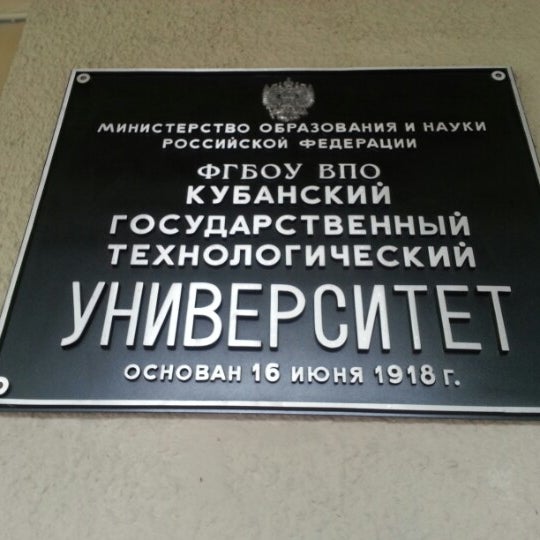 МИНИСТЕРСТВО ОБРАЗОВАНИЯ И НАУКИ
РОССИЙСКОЙ ФЕДЕРАЦИИ
ФГБОУ ВПО
КУБАНСКИЙ
ГОСУДАРСТВЕННЫЙ
ТЕХНОЛОГИЧЕСКИЙ
УНИВЕРСИТЕТ
ОСНОВАН 16 ИЮНЯ 1918 г.